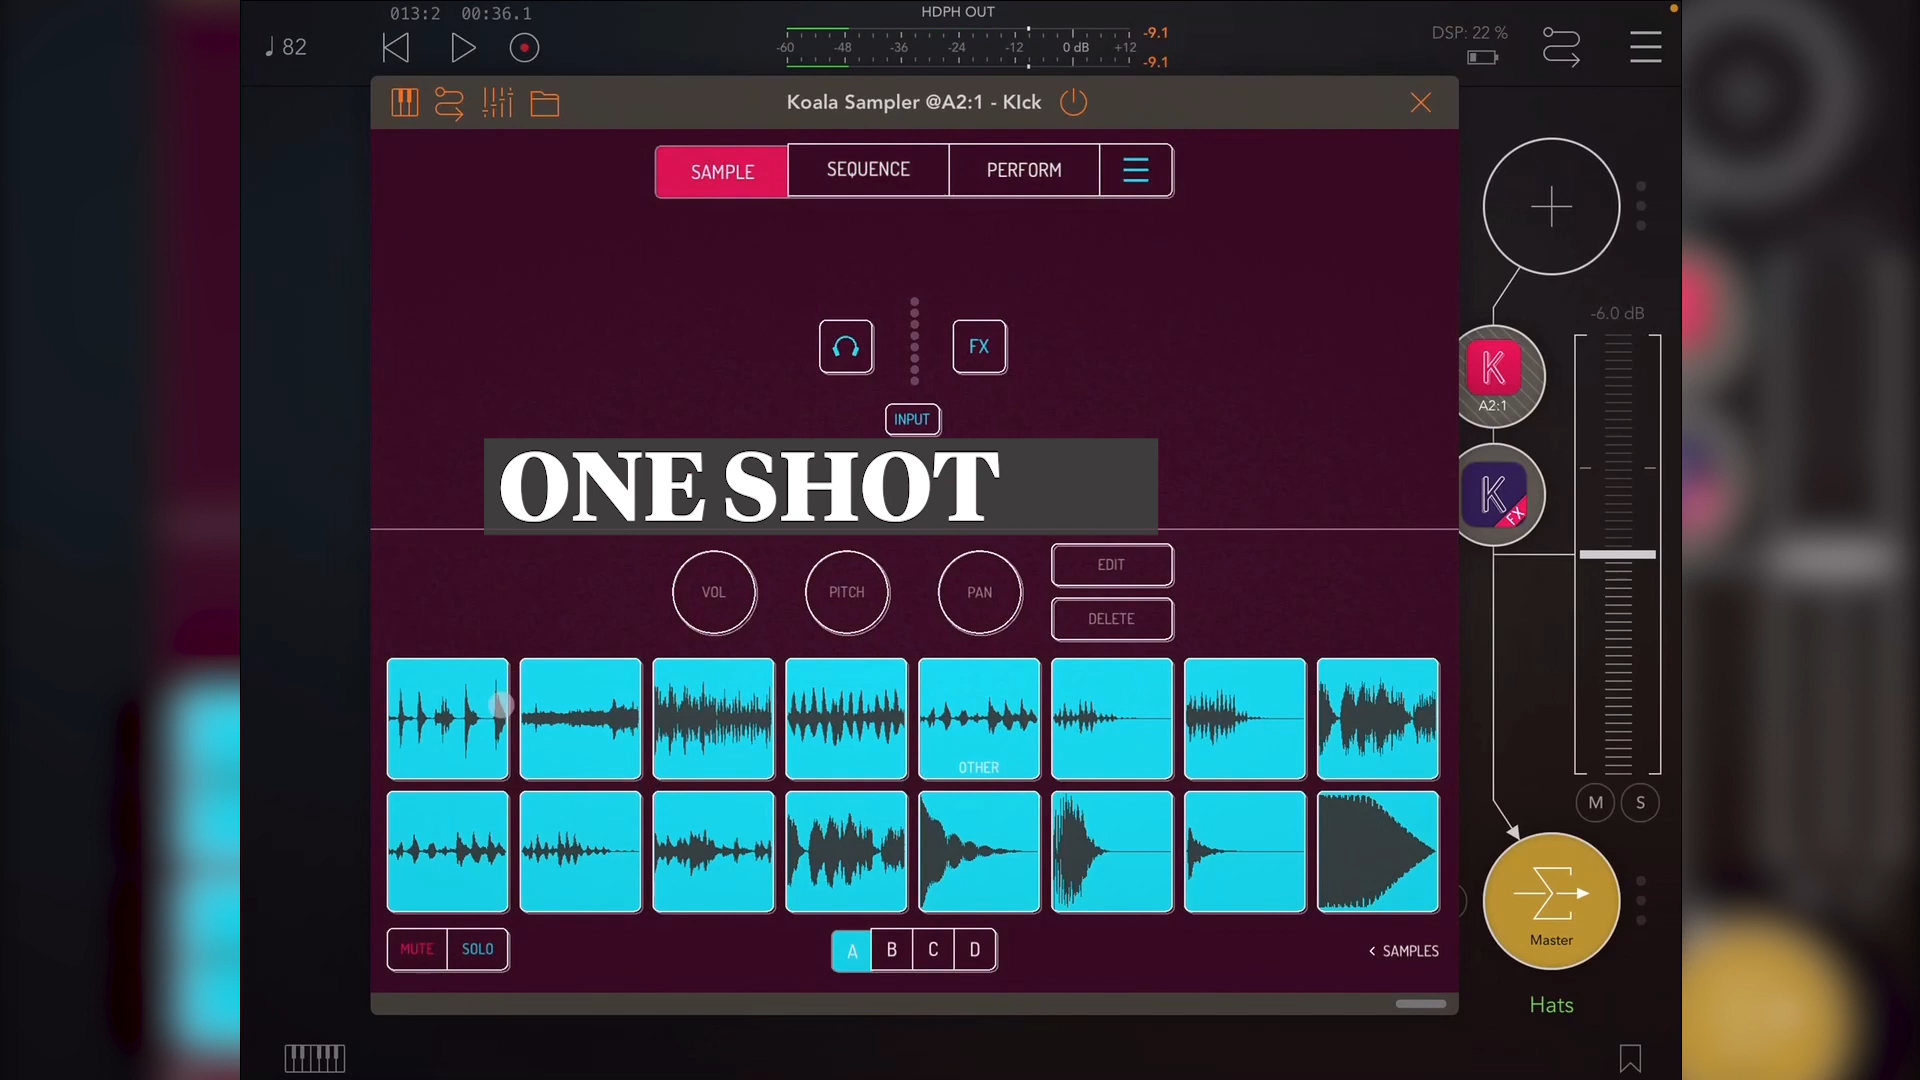 013:2 00:36.1
HDPH OUT
82
-60 -48 -36 -24 -12 0 dB +12
-9.1
-9.1
DSP: 22 %
Koala Sampler @A2:1 - KIck
SAMPLE SEQUENCE PERFORM
FX
INPUT
ONE SHOT
-6.0 dB
K
A2:1
K
FX
VOL PITCH PAN EDIT
DELETE
OTHER
M S
MUTE SOLO A B C D < SAMPLES
Master
Hats